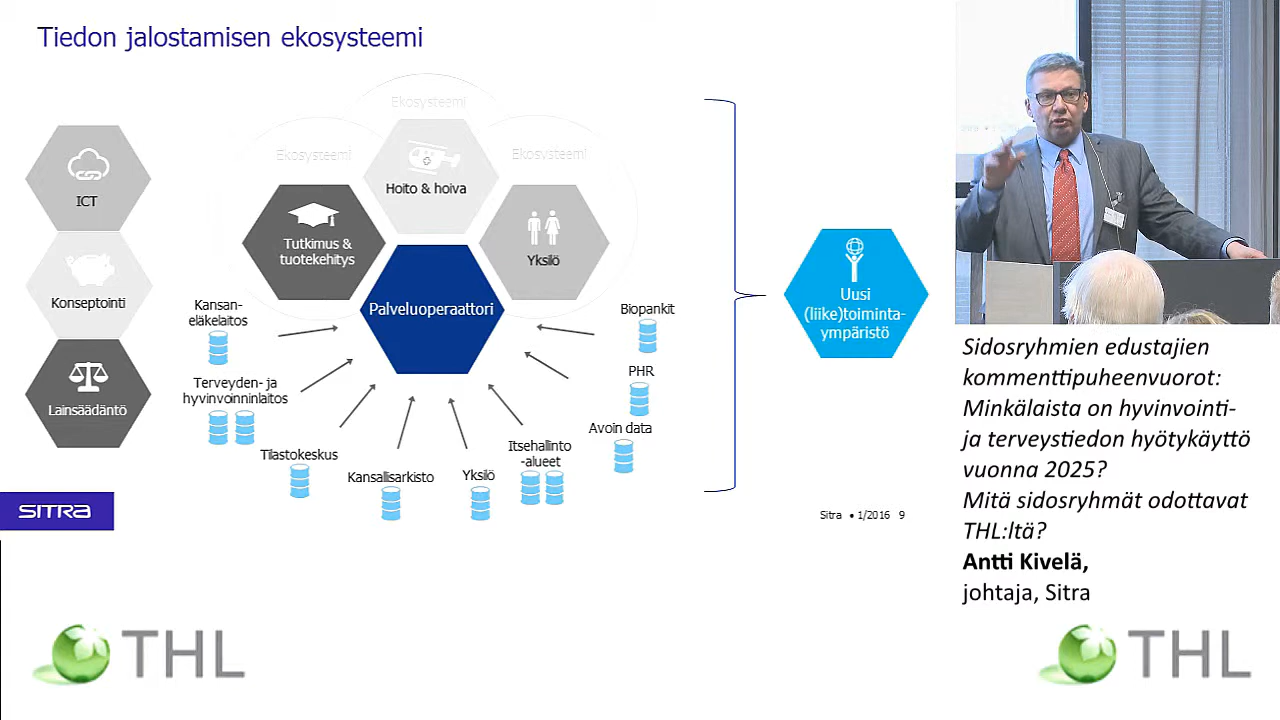 Tiedon jalostamisen ekosysteemi
Ekosysteemi
Ekosysteemi
Ekosysteemi
ICT
Konseptointi
Lainsäädäntö
Hoito & hoiva
Tutkimus &
tuotekehitys
Yksilö
Palveluoperaattori
Kansan-
eläkelaitos
Terveyden- ja
hyvinvoinninlaitos
Tilastokeskus
Kansallisarkisto
Yksilö
Itsehallinto
-alueet
Avoin data
PHR
Biopankit
Uusi
(liike)toiminta-
ympäristö
SITRA
Sitra • 1/2016 9
Sidosryhmien edustajien
kommenttipuheenvuorot:
Minkälaista on hyvinvointi-
ja terveystiedon hyötykäyttö
vuonna 2025?
Mitä sidosryhmät odottavat
THL:ltä?
Antti Kivelä,
johtaja, Sitra
THL
THL